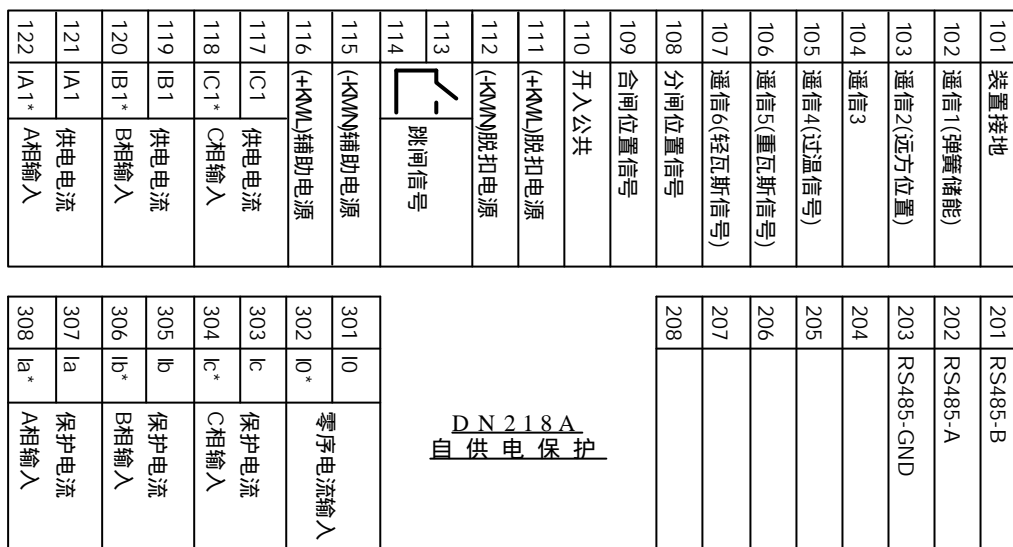 101 装置接地
102 遥信1(弹簧储能)
103 遥信2(远方位置)
104 遥信3
105 遥信4(过温信号)
106 遥信5(重瓦斯信号)
107 遥信6(轻瓦斯信号)
108 分闸位置信号
109 合闸位置信号
110 开入公共
111 (+KM/L)脱扣电源
112 (-KM/N)脱扣电源
113
114
跳闸信号
115 (-KM/N)辅助电源
116 (+KM/L)辅助电源
117 IC1
118 IC1*
供电电流
C相输入
119 IB1
120 IB1*
供电电流
B相输入
121 IA1
122 IA1*
供电电流
A相输入
201 RS485-B
202 RS485-A
203 RS485-GND
204
205
206
207
208
DN218A
自供电保护
301 I0
302 I0*
零序电流输入
303 Ic
304 Ic*
保护电流
C相输入
305 Ib
306 Ib*
保护电流
B相输入
307 Ia
308 Ia*
保护电流
A相输入